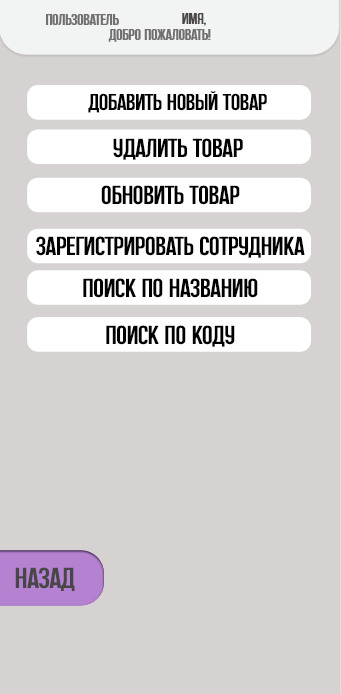 ПОЛЬЗОВАТЕЛЬ ИМЯ,
ДОБРО ПОЖАЛОВАТЬ!
ДОБАВИТЬ НОВЫЙ ТОВАР
УДАЛИТЬ ТОВАР
ОБНОВИТЬ ТОВАР
ЗАРЕГИСТРИРОВАТЬ СОТРУДНИКА
ПОИСК ПО НАЗВАНИЮ
ПОИСК ПО КОДУ
НАЗАД